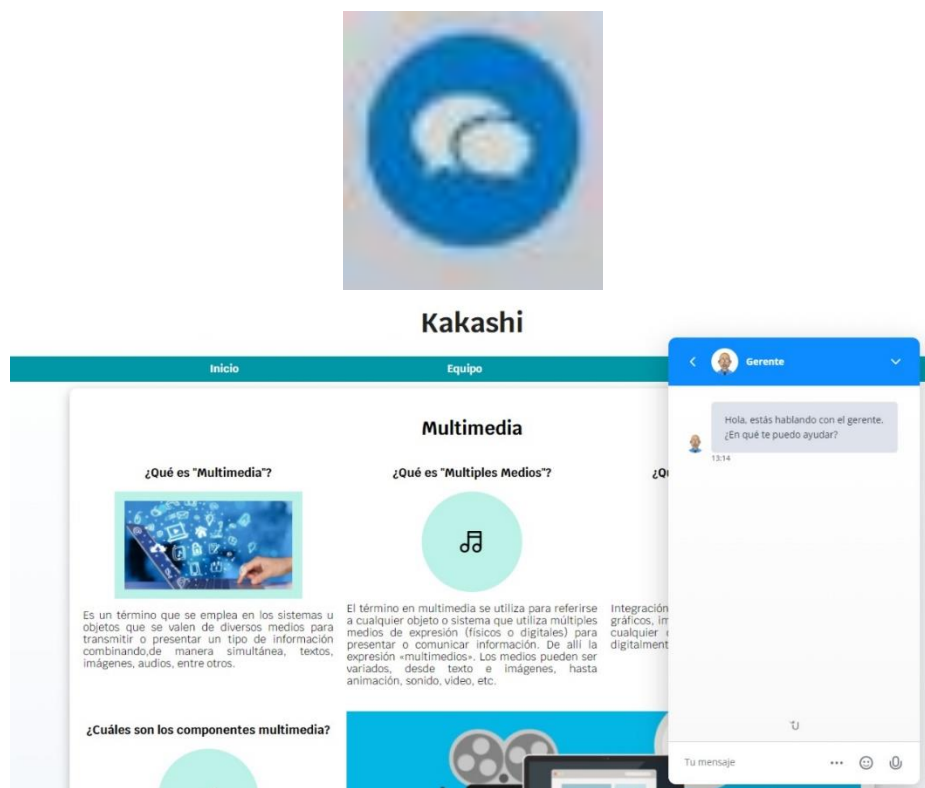 Kakashi
Inicio
Equipo
Multimedia
¿Qué es "Multimedia"?
Es un término que se emplea en los sistemas u
objetos que se valen de diversos medios para
transmitir o presentar un tipo de información
combinando,de manera simultánea, textos,
imágenes, audios, entre otros.
¿Qué es "Multiples Medios"?
El término en multimedia se utiliza para referirse
a cualquier objeto o sistema que utiliza múltiples
medios de expresión (físicos o digitales) para
presentar o comunicar información. De allí la
expresión «multimedios». Los medios pueden ser
variados, desde texto e imágenes, hasta
animación, sonido, video, etc.
Integración
gráficos,
cualquier
¿Cuáles son los componentes multimedia?
Gerente
Hola, estás hablando con el gerente.
¿En qué te puedo ayudar?
13:14
Tu mensaje